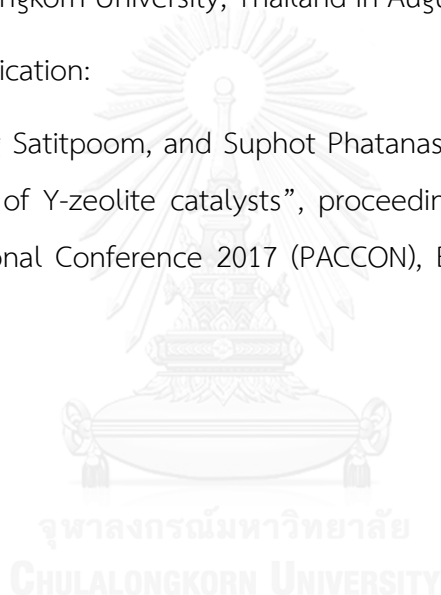 ngkorn University, Thailand in Aug
ication:
Satitpoom, and Suphot Phatanas
of Y-zeolite catalysts", proceedin
onal Conference 2017 (PACCON), B
จุฬาลงกรณ์มหาวิทยาลัย
CHULALONGKORN UNIVERSITY